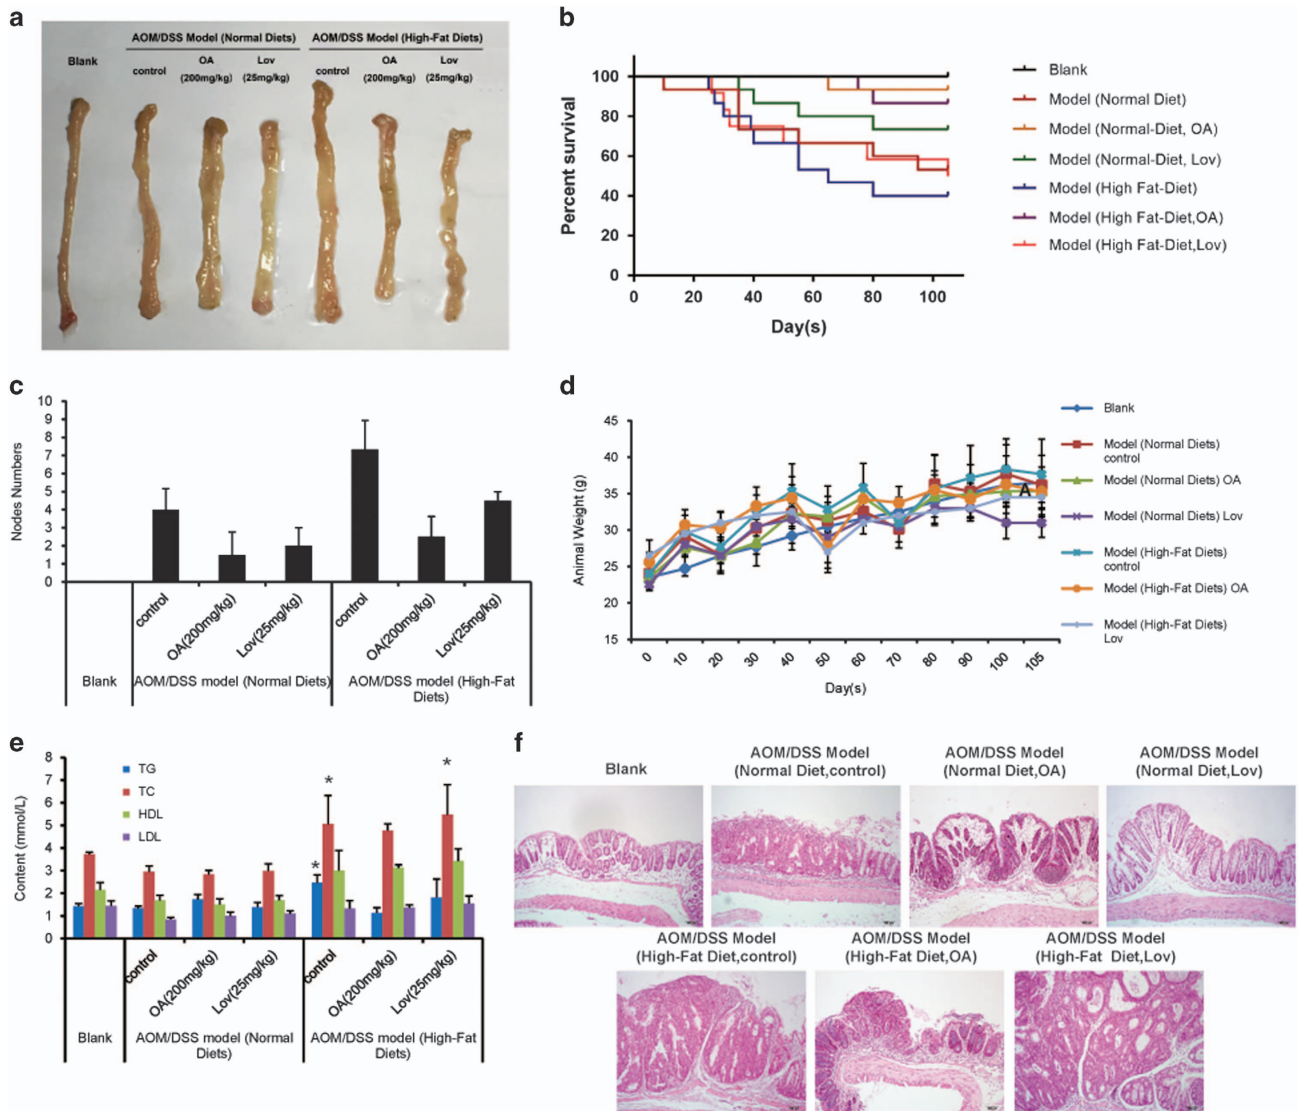 a
AOM/DSS Model (Normal Diets)
AOM/DSS Model (High-Fat Diets)
Blank
control
OA
(200mg/kg)
Lov
(25mg/kg)
control
OA
(200mg/kg)
Lov
(25mg/kg)
b
Percent survival
100
80
60
40
20
0
0 20 40 60 80 100
Day(s)
Blank
Model (Normal Diet)
Model (Normal-Diet, OA)
Model (Normal-Diet, Lov)
Model (High Fat-Diet)
Model (High Fat-Diet,OA)
Model (High Fat-Diet,Lov)
c
Nodes Numbers
10
9
8
7
6
5
4
3
2
1
0
control
OA(200mg/kg)
Lov(25mg/kg)
control
OA(200mg/kg)
Lov(25mg/kg)
Blank
AOM/DSS model (Normal Diets)
AOM/DSS model (High-Fat
Diets)
d
Animal Weight (g)
45
40
35
30
25
20
15
0 10 20 30 40 50 60 70 80 90 100 105
Day(s)
A
Blank
Model (Normal Diets)
control
Model (Normal Diets) OA
Model (Normal Diets) Lov
Model (High-Fat Diets)
control
Model (High-Fat Diets) OA
Model (High-Fat Diets)
Lov
e
Content (mmol/L)
8
7
6
5
4
3
2
1
0
TG
TC
HDL
LDL
*
*
*
control
OA(200mg/kg)
Lov(25mg/kg)
control
OA(200mg/kg)
Lov(25mg/kg)
Blank
AOM/DSS model (Normal
Diets)
AOM/DSS model (High-Fat
Diets)
f
Blank
AOM/DSS Model
(Normal Diet,control)
AOM/DSS Model
(Normal Diet,OA)
AOM/DSS Model
(Normal Diet,Lov)
AOM/DSS Model
(High-Fat Diet,control)
AOM/DSS Model
(High-Fat Diet,OA)
AOM/DSS Model
(High-Fat Diet,Lov)